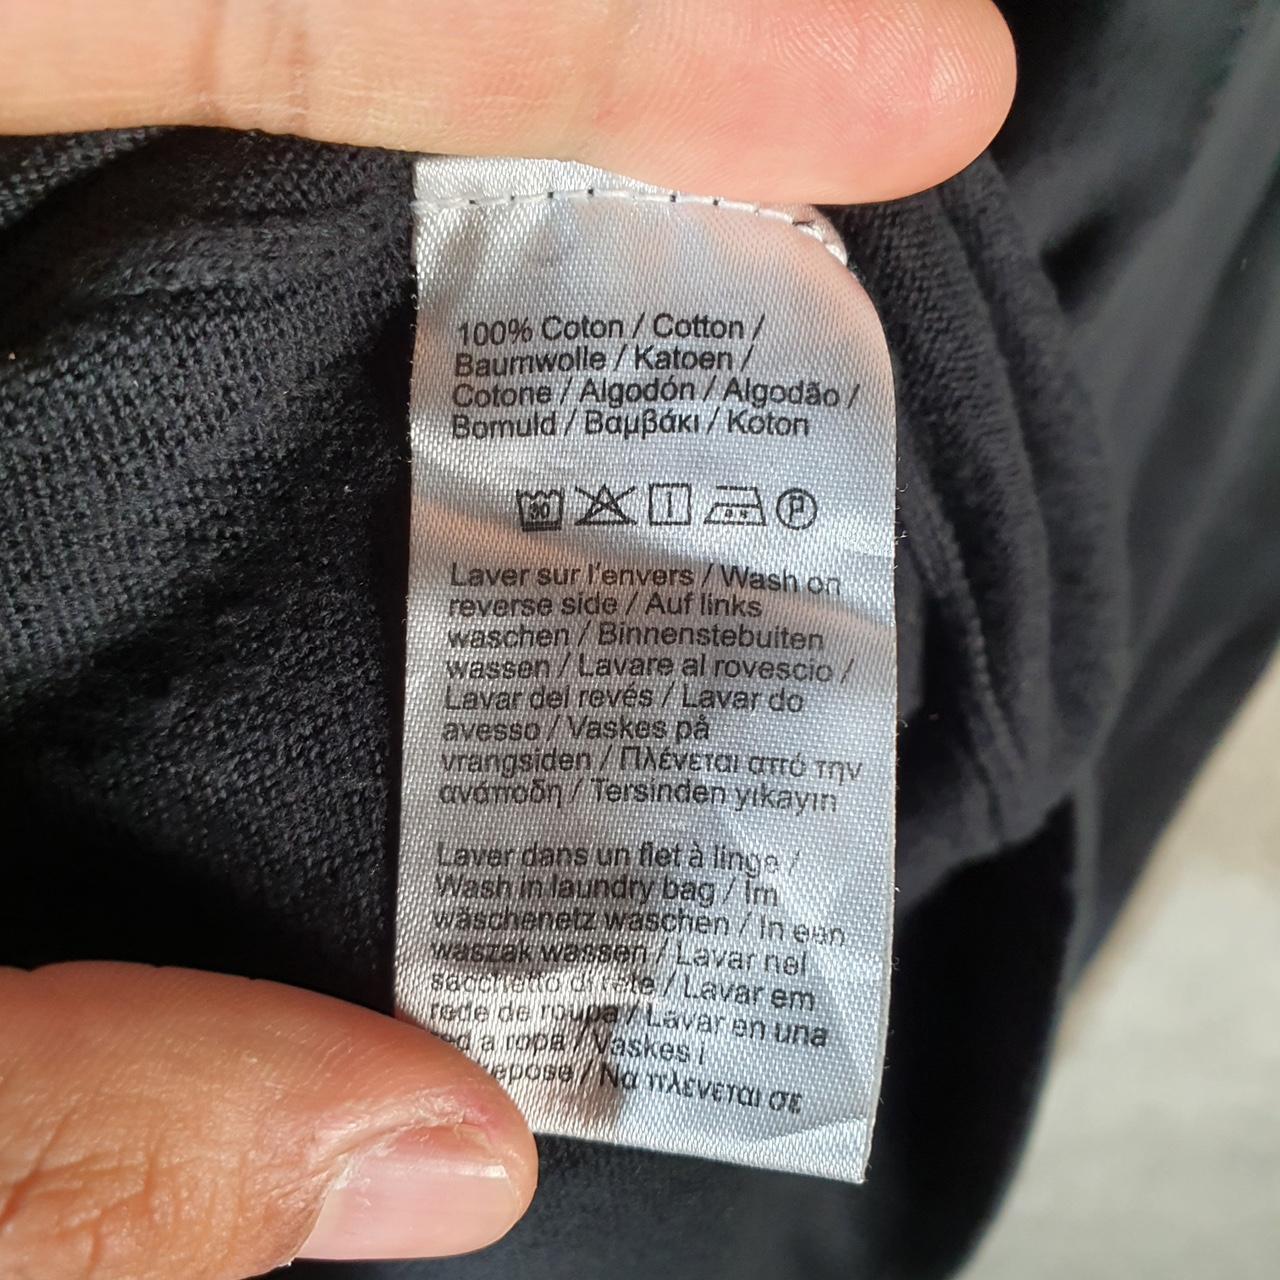 100% Coton / Cotton /
Baumwolle / Katoen /
Cotone / Algodón / Algodão /
Bomuld / Βαμβάκι / Koton
30
P
Laver sur l'envers / Wash on
reverse side / Auf links
waschen / Binnenstebuiten
wassen / Lavare al rovescio /
Lavar del revés / Lavar do
avesso / Vaskes på
vrangsiden / Πλένεται από την
ανάποδη / Tersinden yıkayın
Laver dans un filet à linge /
Wash in laundry bag / Im
wäschenetz waschen / In een
waszak wassen / Lavar nel
sacchetto di rete / Lavar em
rede de roupa / Lavar en una
a ropa / Vaskes i
/ Να πλένεται σε